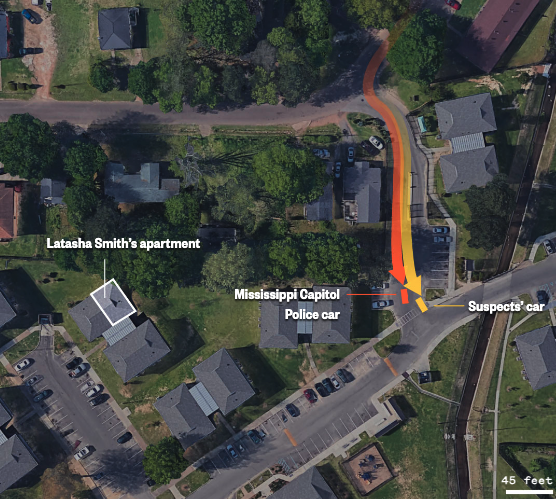 Latasha Smith’s apartment
Mississippi Capitol
Police car
Suspects’ car
45 feet